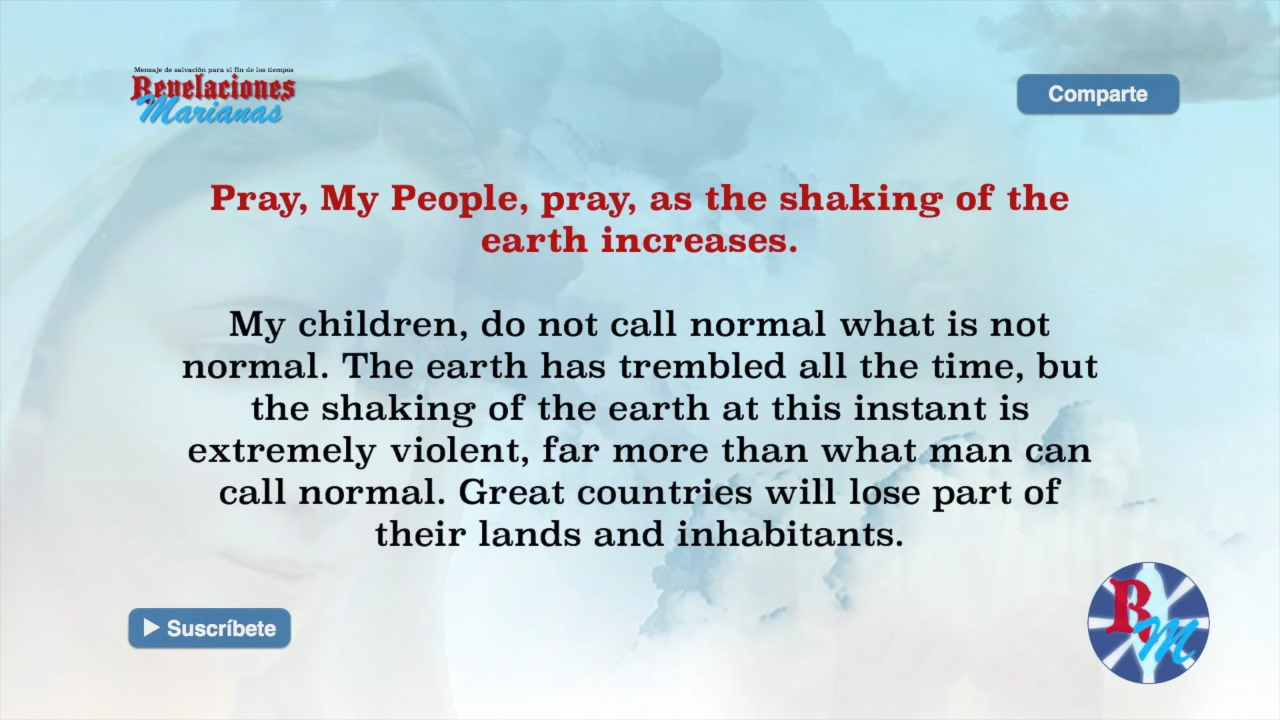 Mensaje de salvación para el fin de los tiempos
Revelaciones
Marianas
Comparte
Pray, My People, pray, as the shaking of the
earth increases.
My children, do not call normal what is not
normal. The earth has trembled all the time, but
the shaking of the earth at this instant is
extremely violent, far more than what man can
call normal. Great countries will lose part of
their lands and inhabitants.
Suscríbete
RM